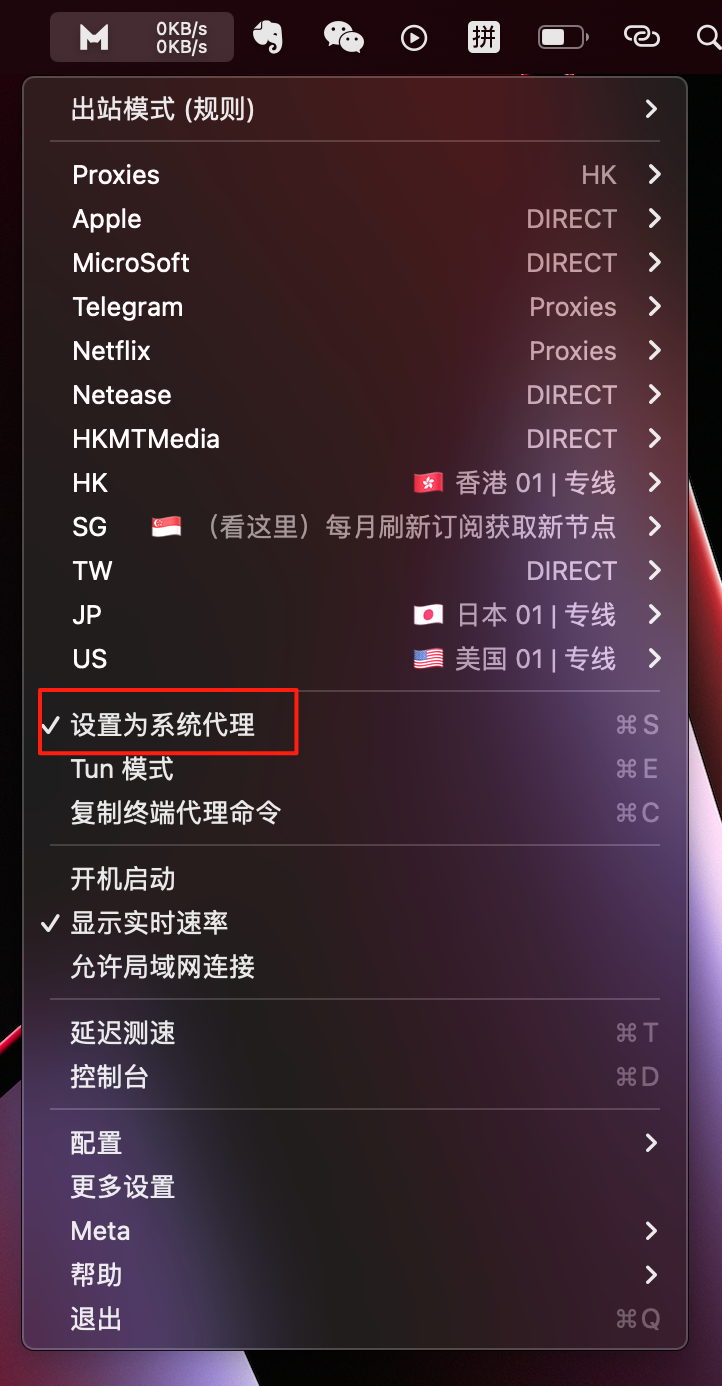 0KB/s
0KB/s
拼
出站模式 (规则)
Proxies HK
Apple DIRECT
MicroSoft DIRECT
Telegram Proxies
Netflix Proxies
Netease DIRECT
HKMTMedia DIRECT
HK 🇭🇰 香港 01 | 专线
SG 🇸🇬 （看这里）每月刷新订阅获取新节点
TW DIRECT
JP 🇯🇵 日本 01 | 专线
US 🇺🇸 美国 01 | 专线
✓ 设置为系统代理 ⌘ S
Tun 模式 ⌘ E
复制终端代理命令 ⌘ C
开机启动
✓ 显示实时速率
允许局域网连接
延迟测速 ⌘ T
控制台 ⌘ D
配置
更多设置
Meta
帮助
退出 ⌘ Q